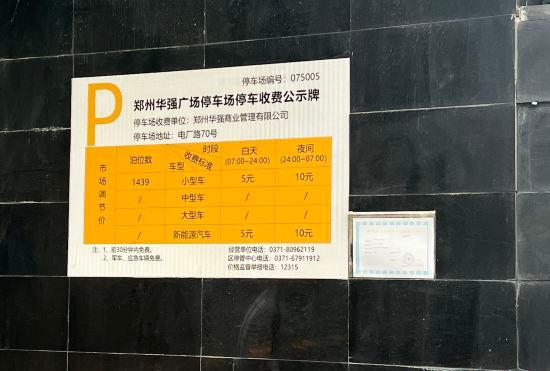 停车场编号：075005
P
郑州华强广场停车场停车收费公示牌
停车场收费单位：郑州华强商业管理有限公司
停车场地址：电厂路70号
市场调节价
泊位数 收费标准 车型 时段 白天 (07:00~24:00) 夜间 (24:00~07:00)
1439 小型车 5元 10元
/ 中型车 / /
/ 大型车 / /
/ 新能源汽车 5元 10元
注：1、前30分钟内免费。 经营单位电话：0371-80962119
2、军车、应急车辆免费。 区停管中心电话：0371-67911912
价格监督举报电话：12315